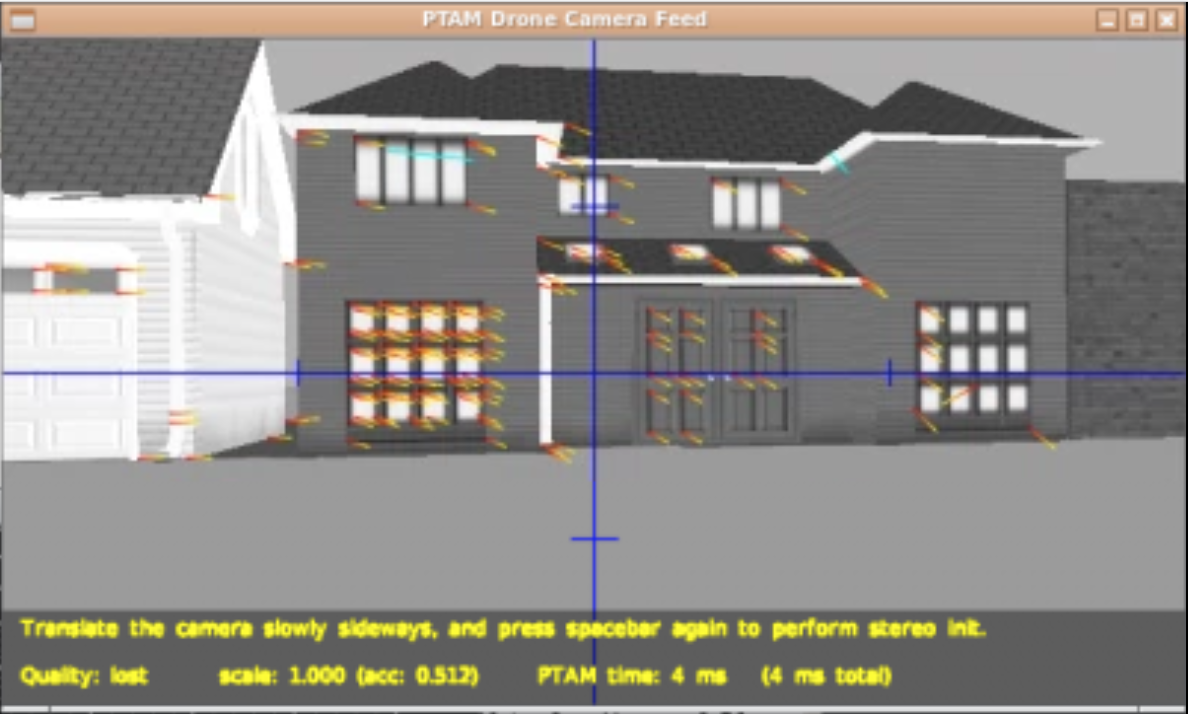 PTAM Drone Camera Feed
Translate the camera slowly sideways, and press spacebar again to perform stereo init.
Quality: lost scale: 1.000 (acc: 0.512) PTAM time: 4 ms (4 ms total)